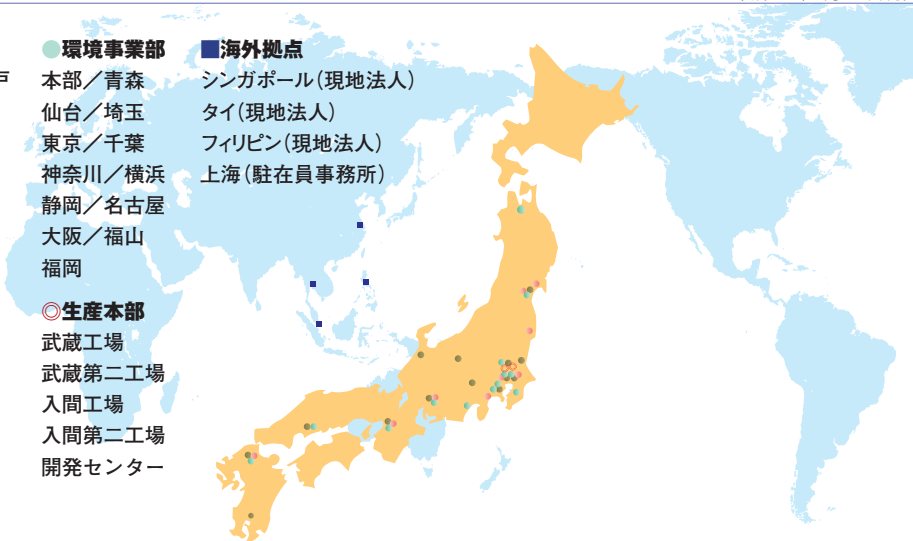 戸
●環境事業部
本部／青森
仙台／埼玉
東京／千葉
神奈川／横浜
静岡／名古屋
大阪／福山
福岡
◎生産本部
武蔵工場
武蔵第二工場
入間工場
入間第二工場
開発センター
■海外拠点
シンガポール（現地法人）
タイ（現地法人）
フィリピン（現地法人）
上海（駐在員事務所）